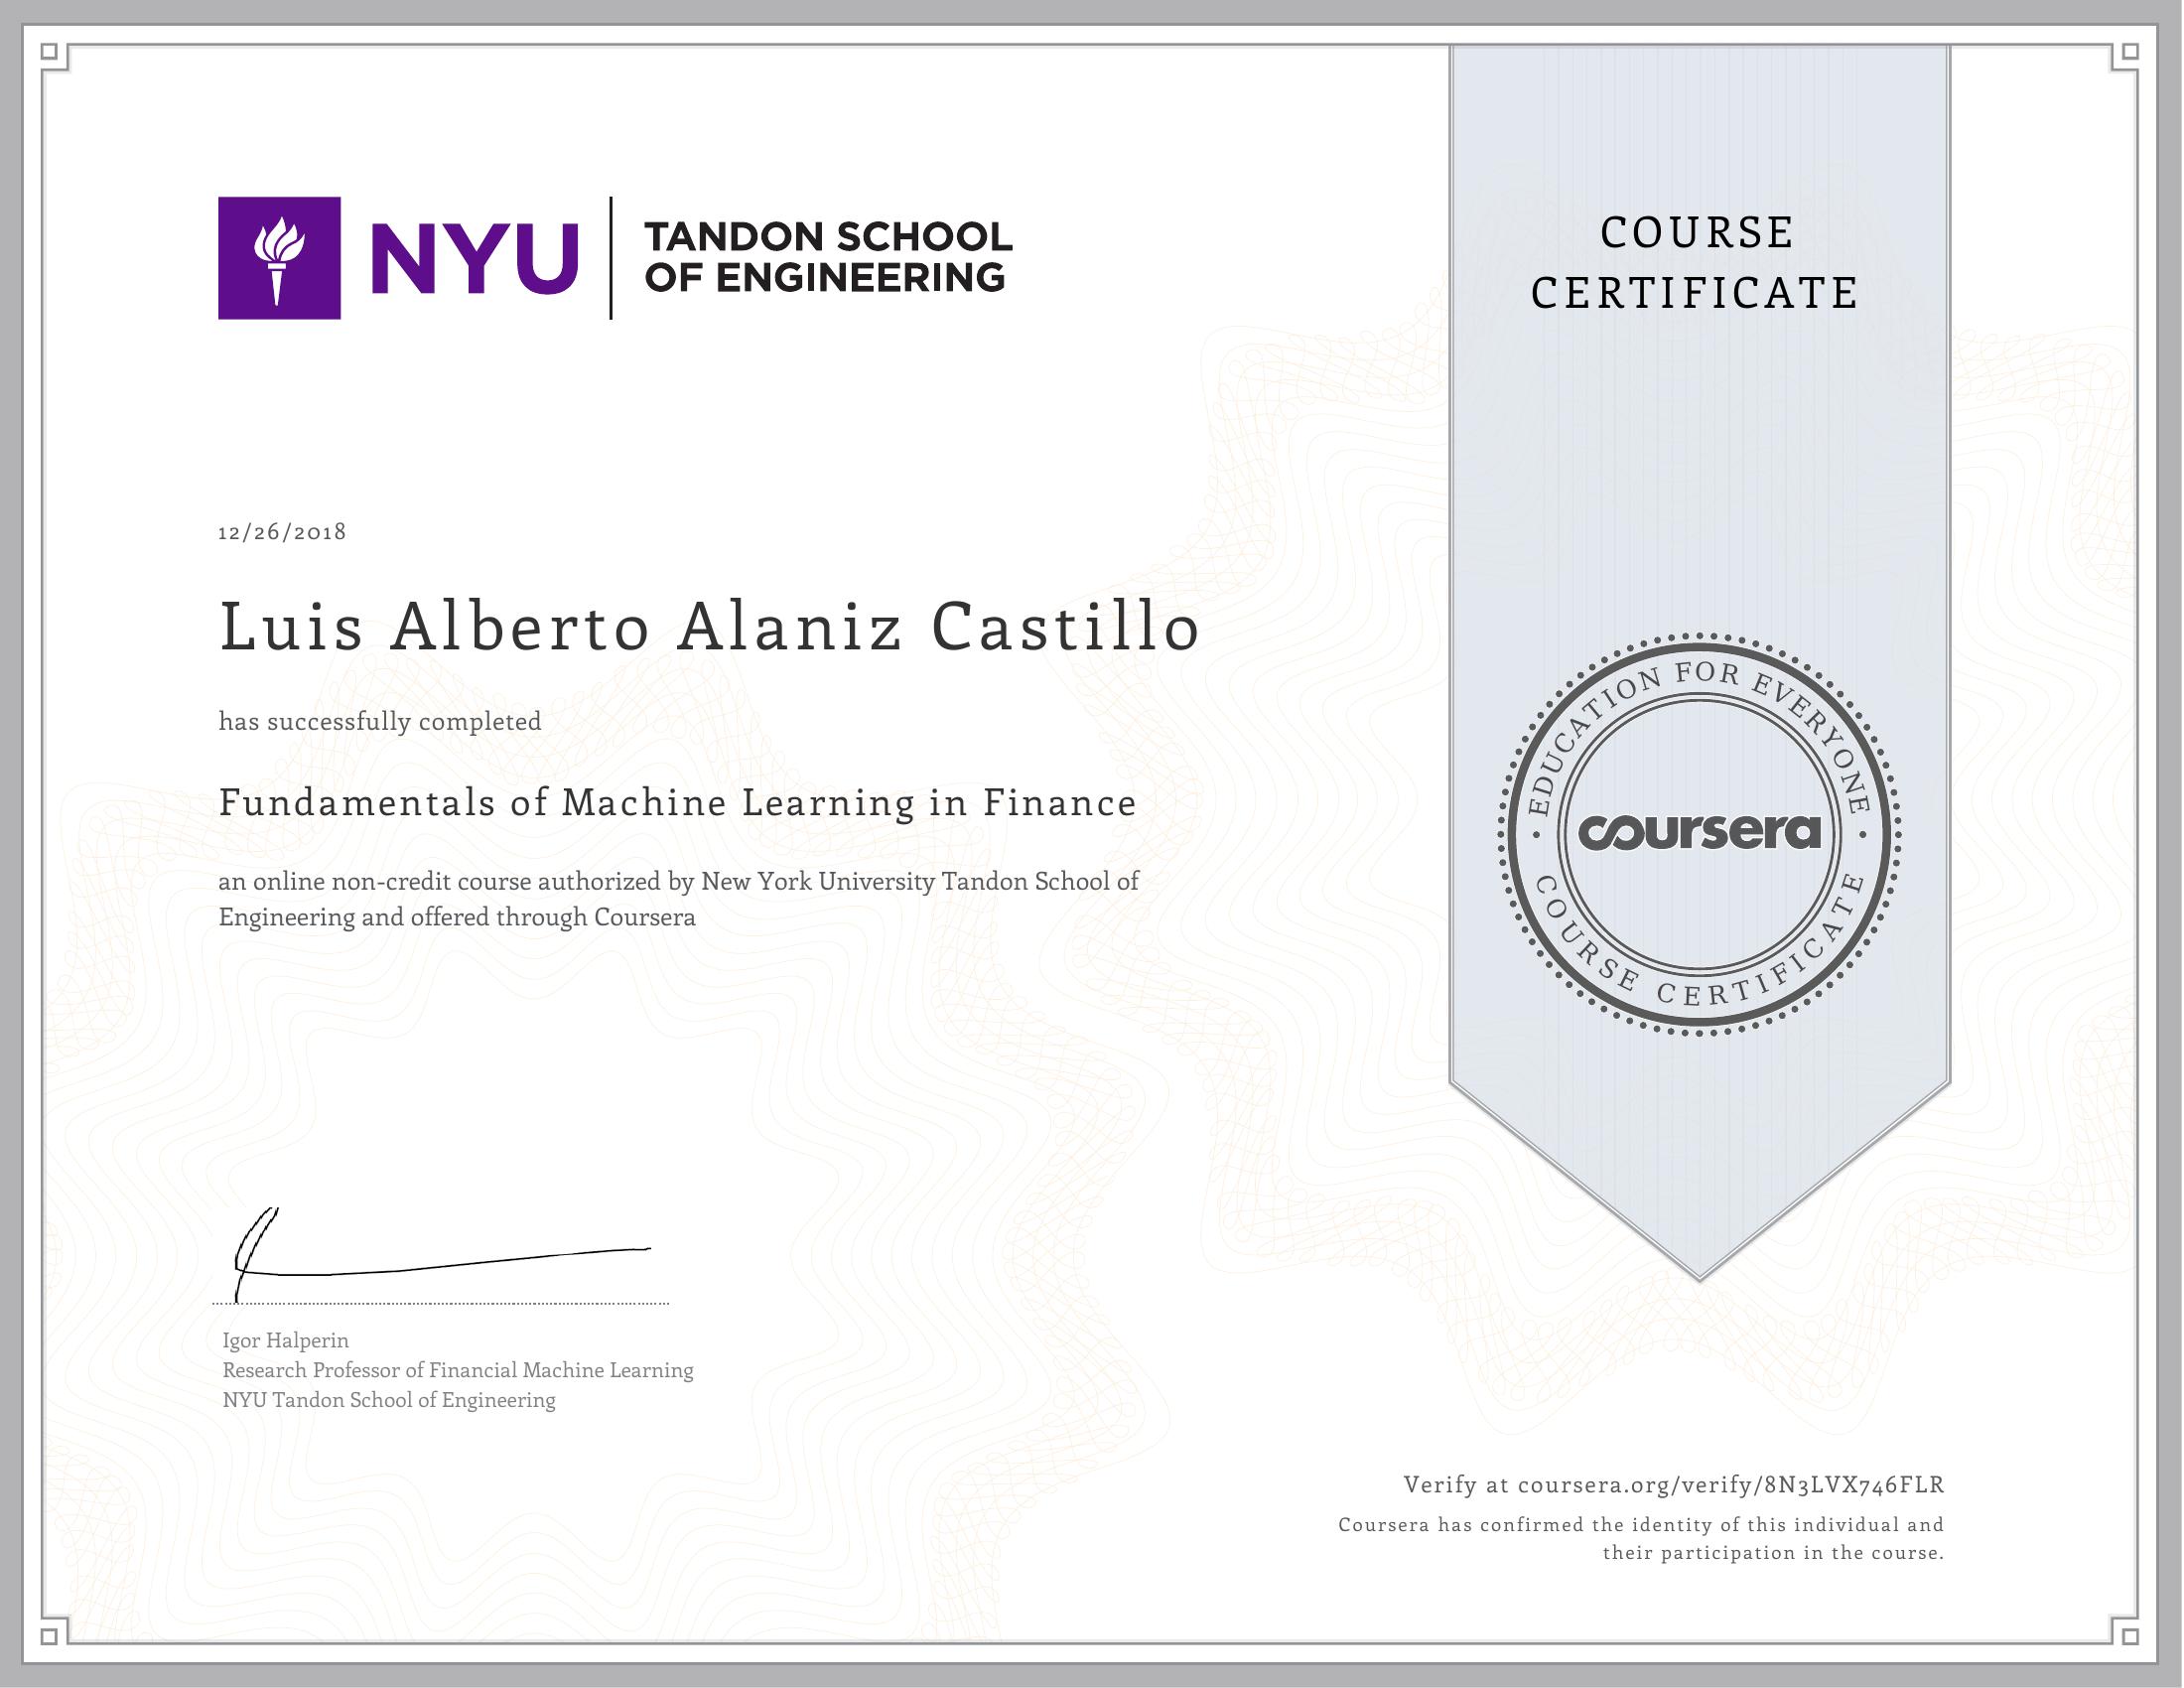 NYU
TANDON SCHOOL
OF ENGINEERING
COURSE
CERTIFICATE
12/26/2018
Luis Alberto Alaniz Castillo
has successfully completed
Fundamentals of Machine Learning in Finance
an online non-credit course authorized by New York University Tandon School of
Engineering and offered through Coursera
EDUCATION FOR EVERYONE
coursera
COURSE CERTIFICATE
Igor Halperin
Research Professor of Financial Machine Learning
NYU Tandon School of Engineering
Verify at coursera.org/verify/8N3LVX746FLR
Coursera has confirmed the identity of this individual and
their participation in the course.